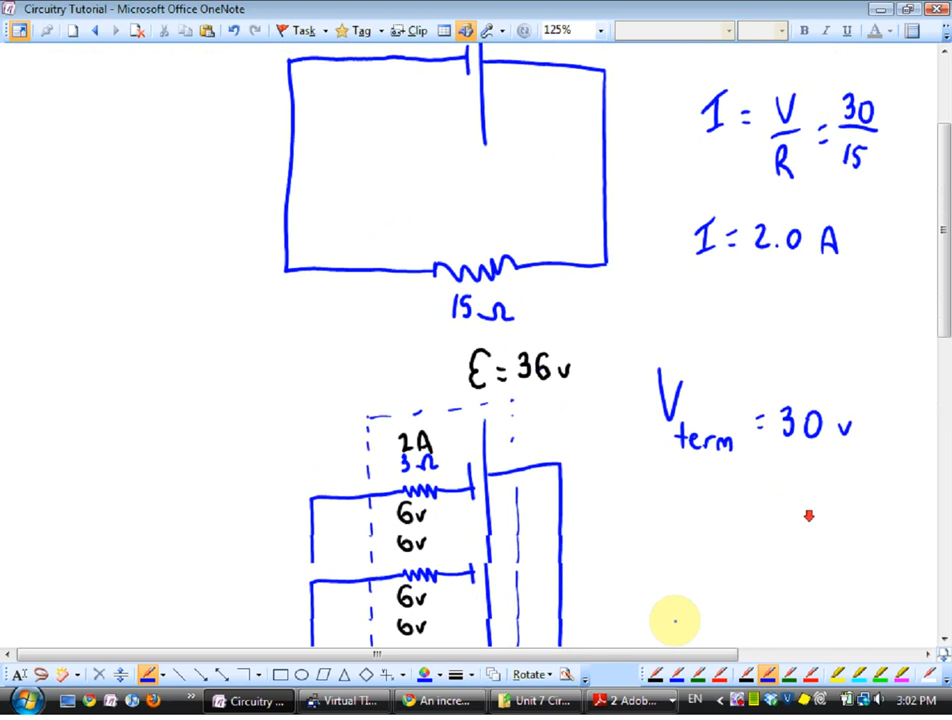 Circuitry Tutorial - Microsoft Office OneNote
Task
Tag
Clip
125%
B I U A
I = V/R = 30/15
I = 2.0 A
15 Ω
ε = 36 v
V term = 30 v
2A
3 Ω
6v
6v
6v
6v
Rotate
Circuitry ...
Virtual TI...
An incre...
Unit 7 Cir...
2 Adob...
EN
3:02 PM